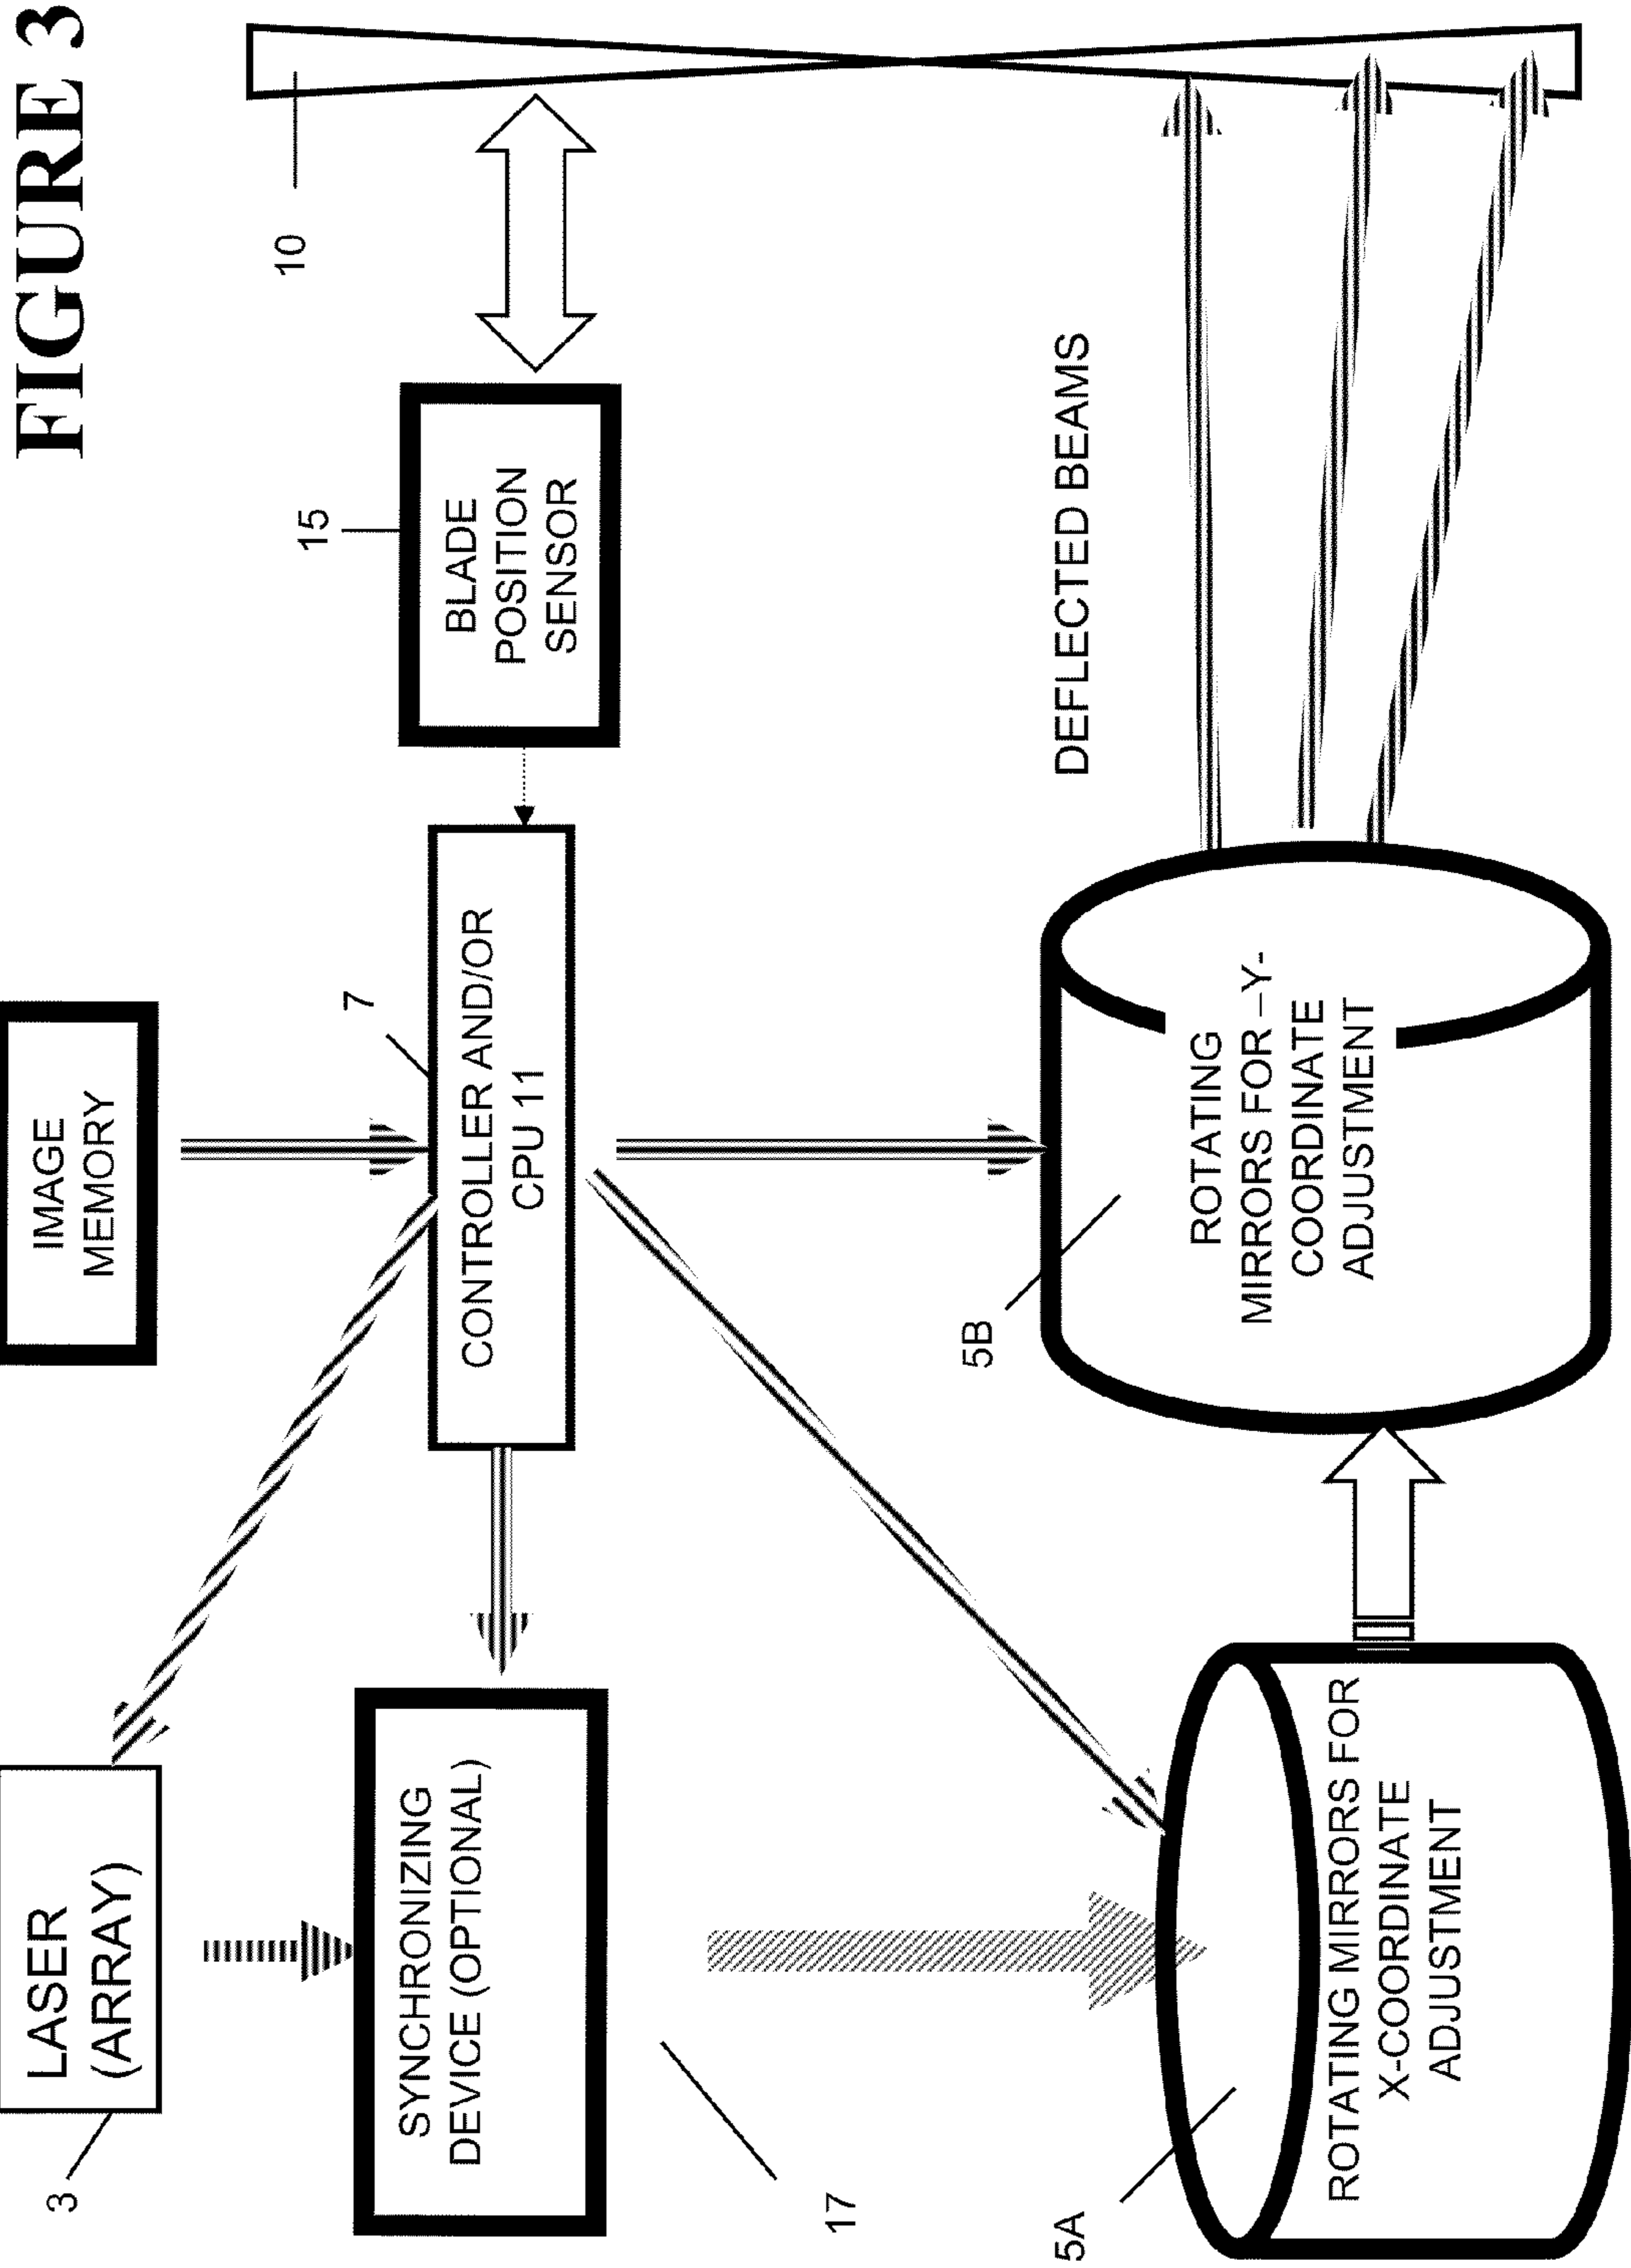 FIGURE 3
3
LASER
(ARRAY)
IMAGE
MEMORY
10
7
15
SYNCHRONIZING
DEVICE (OPTIONAL)
CONTROLLER AND/OR
CPU 11
BLADE
POSITION
SENSOR
17
5A
5B
DEFLECTED BEAMS
ROTATING MIRRORS FOR
X-COORDINATE
ADJUSTMENT
ROTATING
MIRRORS FOR –Y-
COORDINATE
ADJUSTMENT